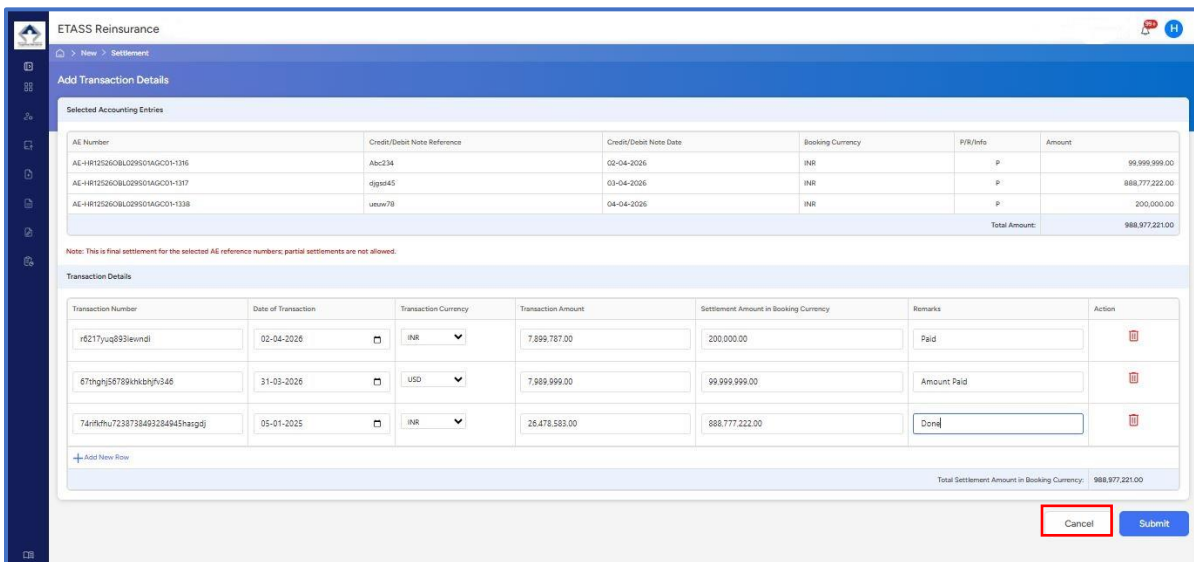 ETASS Reinsurance
99+
H
> New > Settlement
Add Transaction Details
Selected Accounting Entries
AE Number Credit/Debit Note Reference Credit/Debit Note Date Booking Currency P/R/Info Amount
AE-HR12526OBL029S01AGC01-1316 Abc234 02-04-2026 INR P 99,999,999.00
AE-HR12526OBL029S01AGC01-1317 djgsd45 03-04-2026 INR P 888,777,222.00
AE-HR12526OBL029S01AGC01-1338 ueuw78 04-04-2026 INR P 200,000.00
Total Amount: 988,977,221.00
Note: This is final settlement for the selected AE reference numbers; partial settlements are not allowed.
Transaction Details
Transaction Number Date of Transaction Transaction Currency Transaction Amount Settlement Amount in Booking Currency Remarks Action
r6217yuq893iewndi 02-04-2026 INR 7,899,787.00 200,000.00 Paid
67thghj56789khkbhjfv346 31-03-2026 USD 7,989,999.00 99,999,999.00 Amount Paid
74rifkfhu7238738493284945hasgdj 05-01-2025 INR 26,478,583.00 888,777,222.00 Done
+ Add New Row
Total Settlement Amount in Booking Currency: 988,977,221.00
Cancel Submit